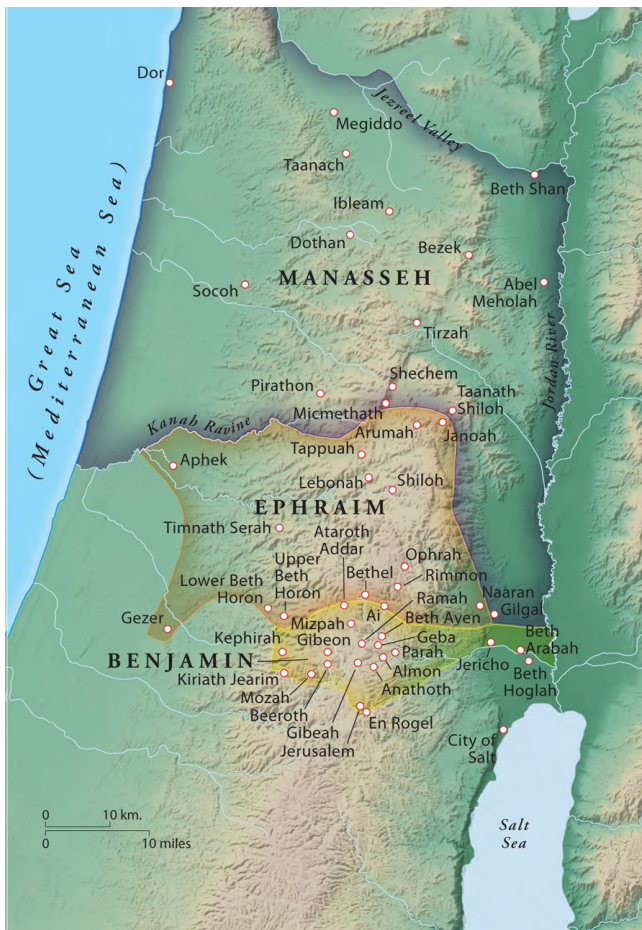 Dor
Jezreel Valley
Megiddo
Taanach
Beth Shan
Ibleam
Dothan
Bezek
MANASSEH
Socoh
Abel
Meholah
Great Sea
(Mediterranean Sea)
Tirzah
Jordan River
Shechem
Pirathon
Taanath
Shiloh
Micmethath
Kanah Ravine
Arumah
Janoah
Tappuah
Aphek
Lebonah
Shiloh
EPHRAIM
Timnath Serah
Ataroth
Addar
Ophrah
Upper
Beth
Horon
Bethel
Rimmon
Lower Beth
Horon
Ramah
Naaran
Gilgal
Ai
Beth Aven
Gezer
Mizpah
Gibeon
Geba
Beth
Arabah
Kephirah
Parah
BENJAMIN
Jericho
Almon
Beth
Hoglah
Kiriath Jearim
Anathoth
Mozah
Beeroth
En Rogel
Gibeah
Jerusalem
City of
Salt
0 10 km.
0 10 miles
Salt
Sea